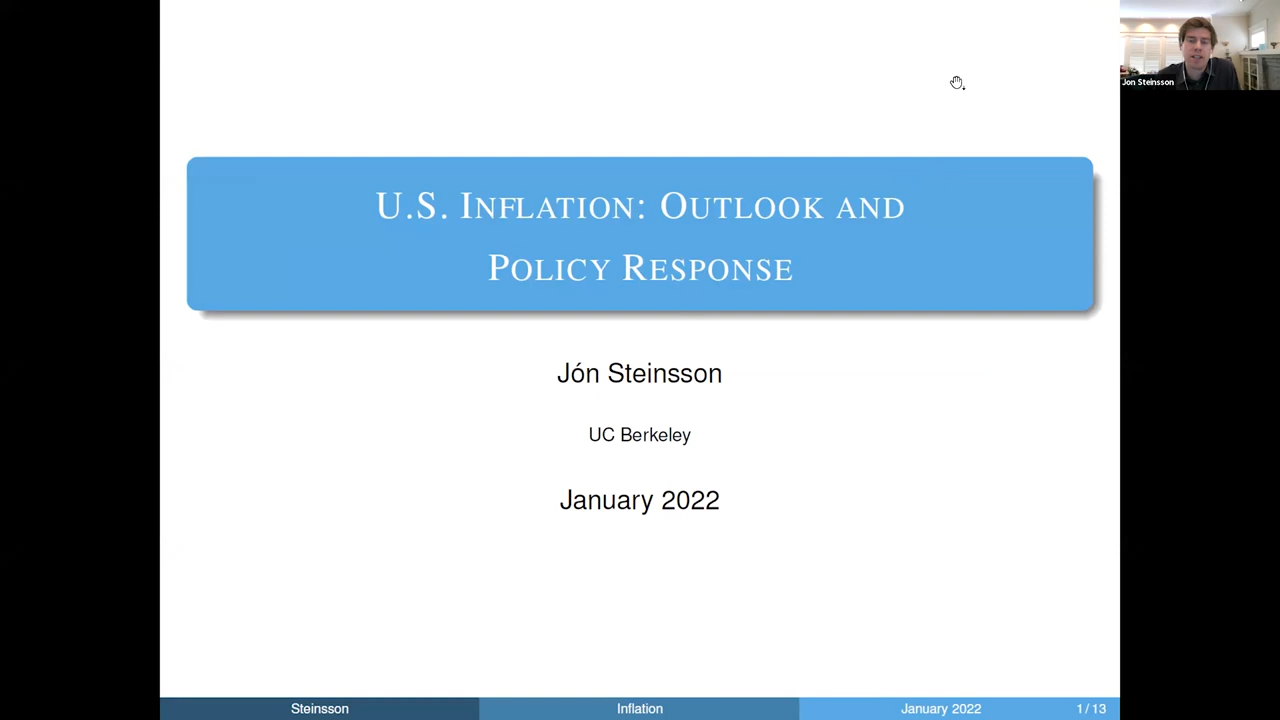 Jon Steinsson
U.S. INFLATION: OUTLOOK AND
POLICY RESPONSE
Jón Steinsson
UC Berkeley
January 2022
Steinsson
Inflation
January 2022
1 / 13